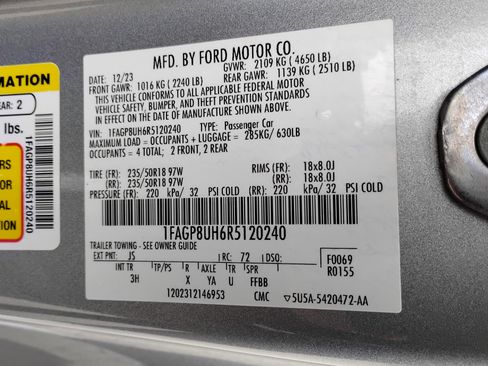 MFD. BY FORD MOTOR CO.
12/23
GVWR: 2109 KG ( 4650 LB)
FRONT GAWR: 1016 KG ( 2240 LB)
REAR GAWR: 1139 KG ( 2510 LB)
THIS VEHICLE CONFORMS TO ALL APPLICABLE FEDERAL MOTOR
VEHICLE SAFETY, BUMPER, AND THEFT PREVENTION STANDARDS
IN EFFECT ON THE DATE OF MANUFACTURE SHOWN ABOVE.
VIN: 1FAGP8UH6R5120240 TYPE: Passenger Car
MAXIMUM LOAD = OCCUPANTS + LUGGAGE = 285KG/ 630LB
OCCUPANTS = 4 TOTAL; 2 FRONT, 2 REAR
TIRE (FR): 235/50R18 97W RIMS (FR): 18x8.0J
(RR): 235/50R18 97W (RR): 18x8.0J
PRESSURE (FR): 220 kPa/ 32 PSI COLD (RR): 220 kPa/ 32 PSI COLD
1FAGP8UH6R5120240
TRAILER TOWING - SEE OWNER GUIDE
EXT PNT: JS RC: 72 DSO: F0069
INT TR TP/PS R AXLE TR SPR R0155
3H X YA U FFBB
1202312146953 CMC 5U5A-5420472-AA
RMATION
EAR: 2
lbs.
1FAGP8UH6R5120240
RS
R
AL
ION